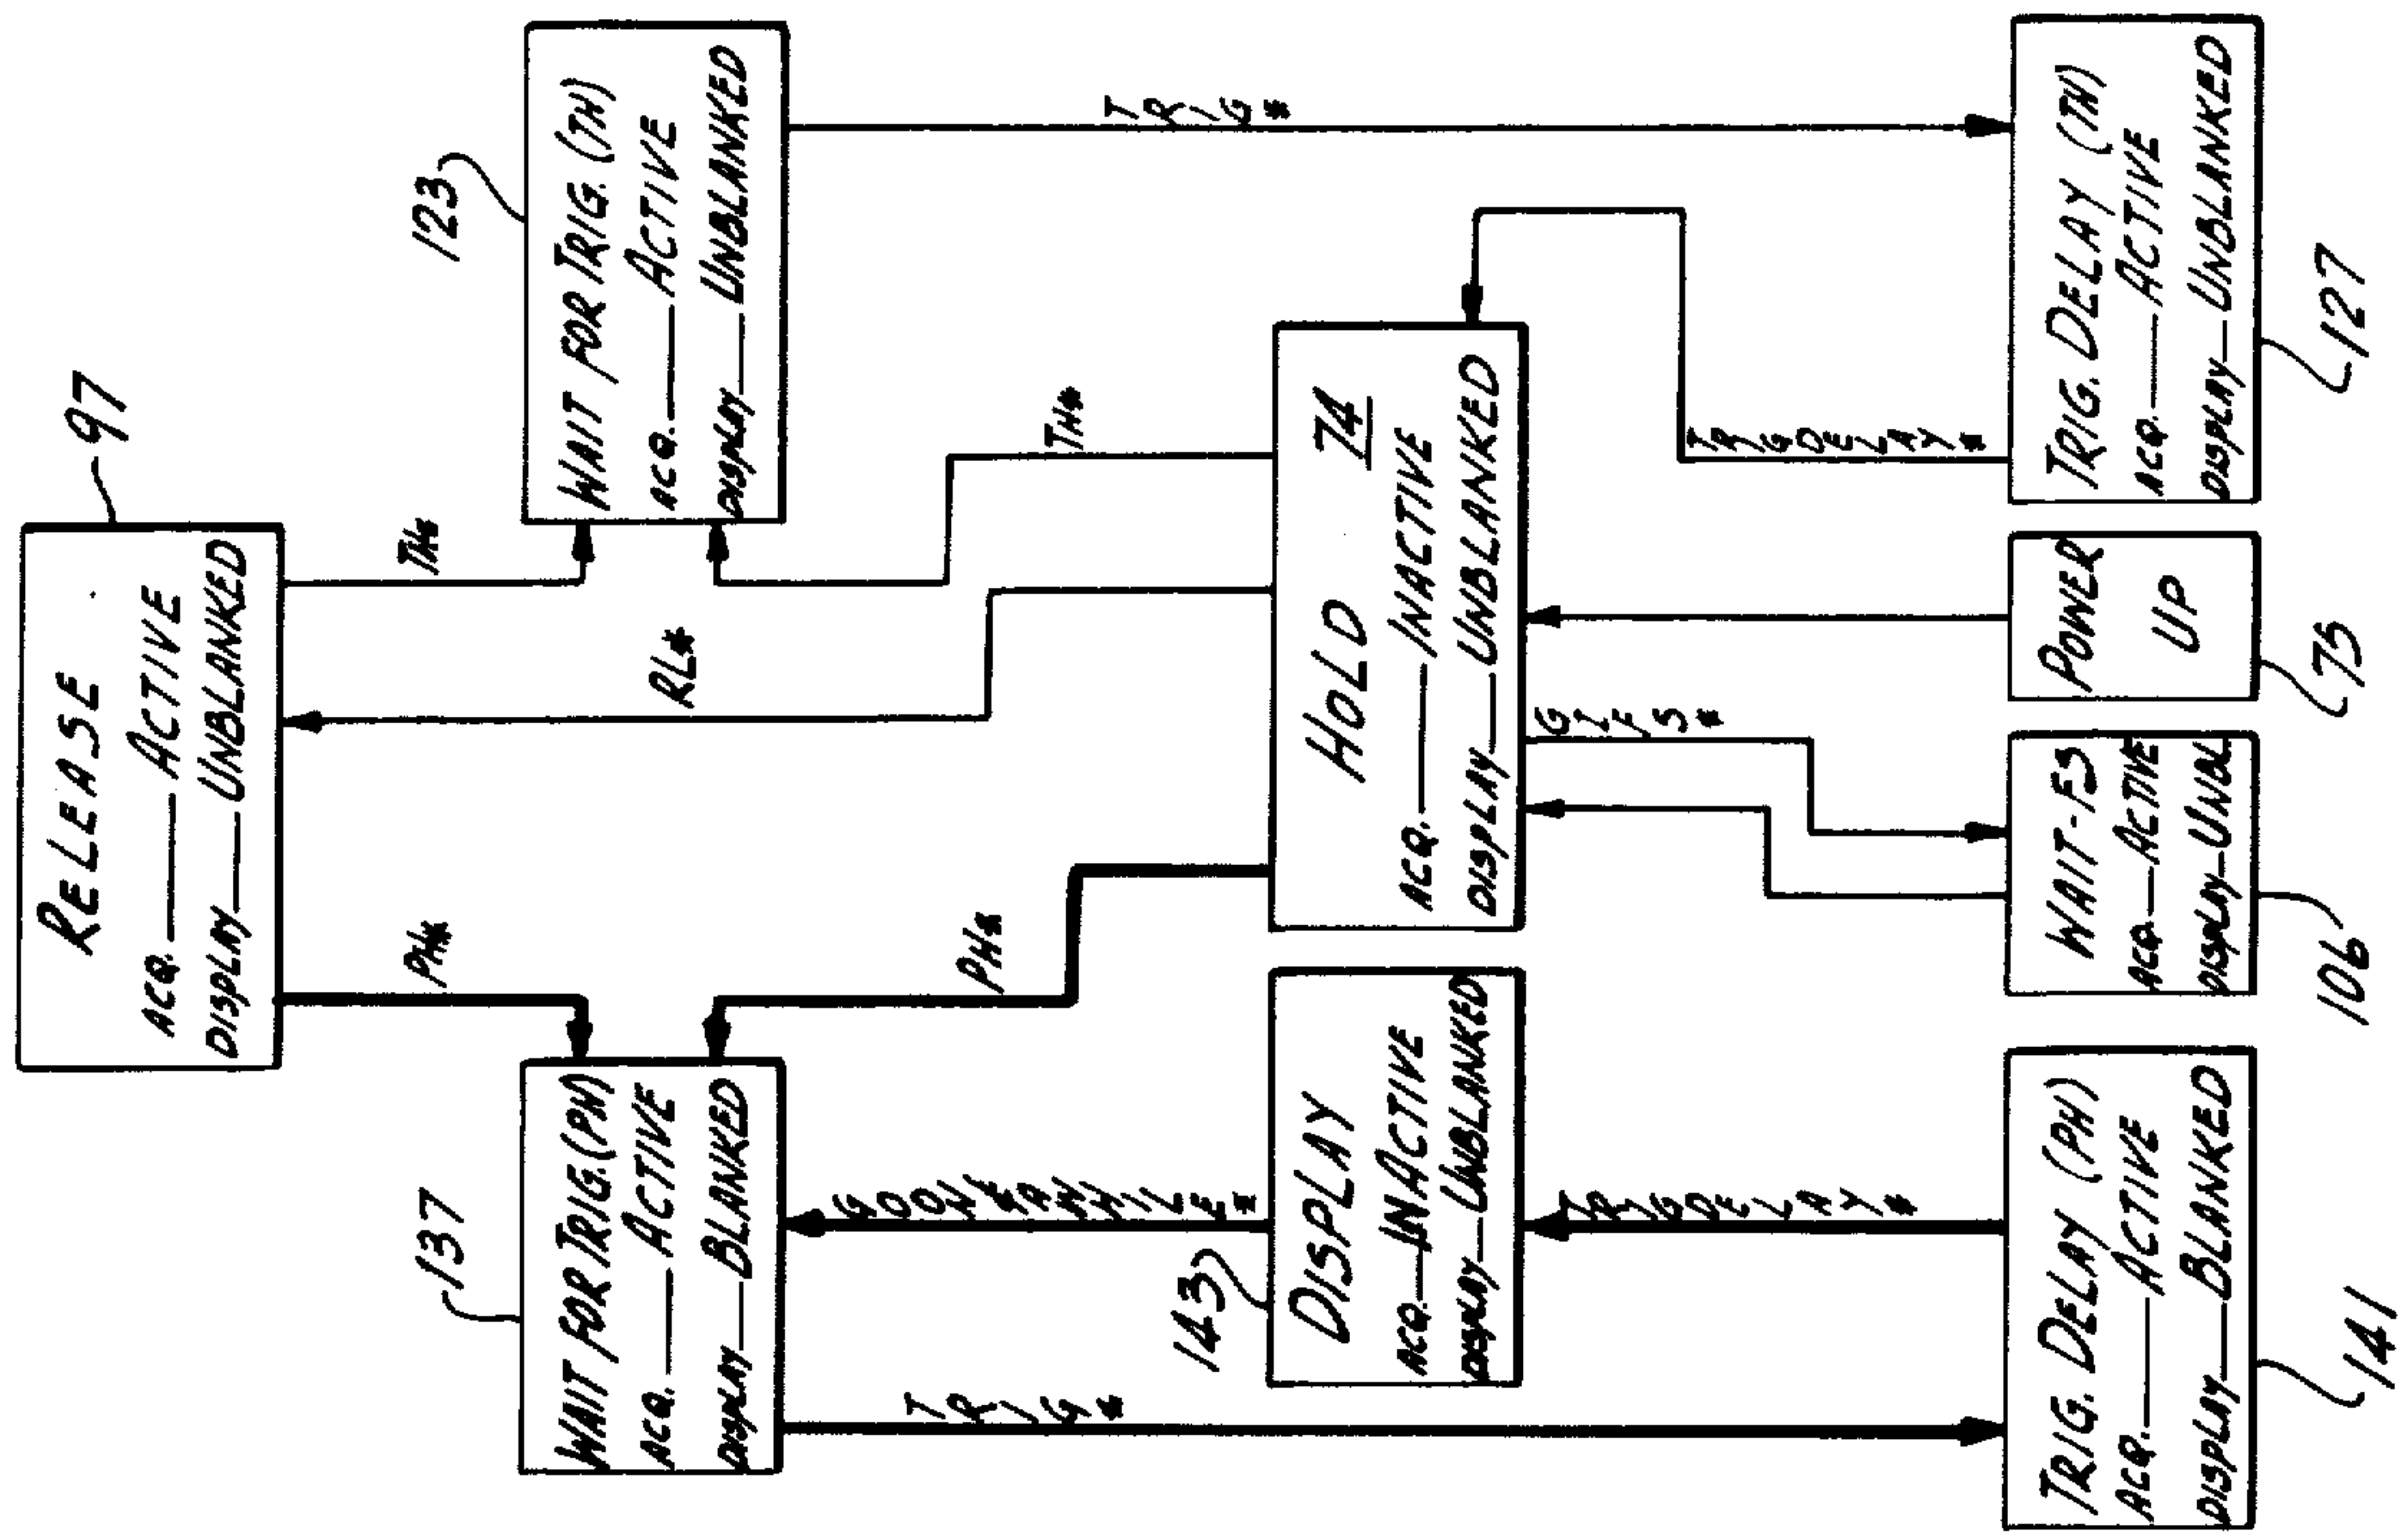 RELEASE
ACQ.—ACTIVE
DISPLAY—UNBLANKED
97
PH*
TH*
RL*
137
WAIT FOR TRIG.(PH)
ACQ.—ACTIVE
DISPLAY—BLANKED
123
WAIT FOR TRIG. (TH)
ACQ.—ACTIVE
DISPLAY—UNBLANKED
PH*
TH*
TRIG*
GOONMEANWHILE*
TRIG*
143
DISPLAY
ACQ.—INACTIVE
DISPLAY—UNBLANKED
HOLD 74
ACQ.—INACTIVE
DISPLAY—UNBLANKED
TRIGDELAY*
GIFS*
TRIGDELAY*
TRIG. DELAY (PH)
ACQ.—ACTIVE
DISPLAY—BLANKED
141
WAIT-FS
ACQ.—ACTIVE
DISPLAY—UNBL
106
POWER
UP
75
TRIG. DELAY (TH)
ACQ.—ACTIVE
DISPLAY—UNBLANKED
127